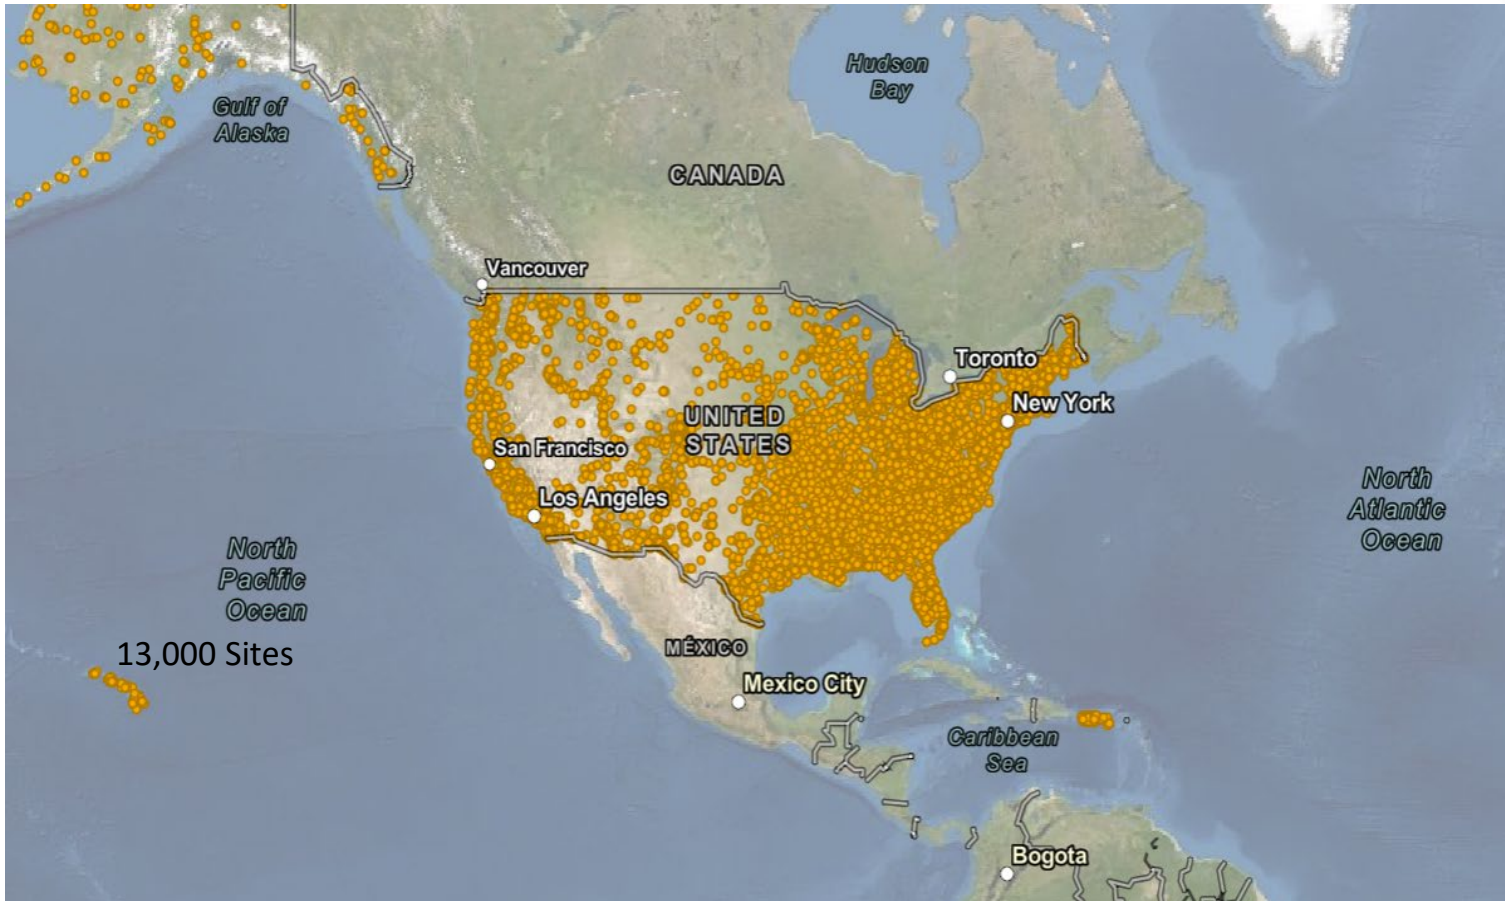 Hudson
Bay
Gulf of
Alaska
CANADA
Vancouver
Toronto
New York
UNITED
STATES
San Francisco
Los Angeles
North
Atlantic
Ocean
North
Pacific
Ocean
13,000 Sites
MÉXICO
Mexico City
Caribbean
Sea
Bogota